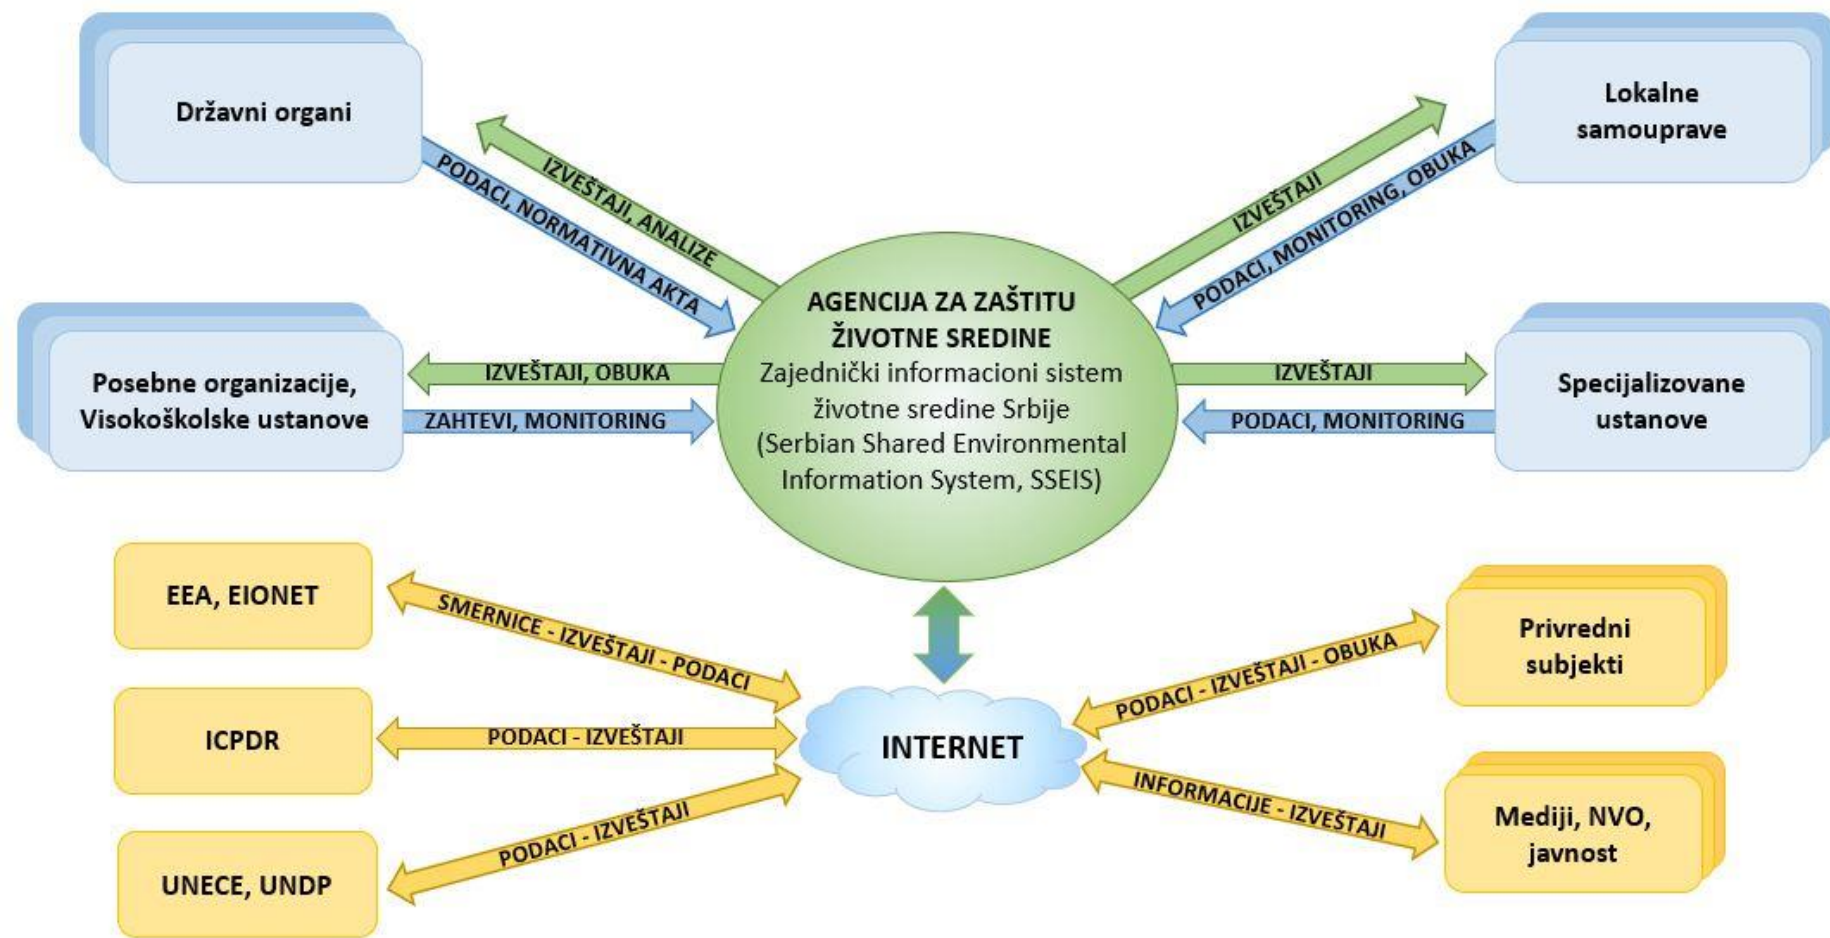 Državni organi
Lokalne
samouprave
IZVEŠTAJI, ANALIZE
PODACI, NORMATIVNA AKTA
IZVEŠTAJI
PODACI, MONITORING, OBUKA
AGENCIJA ZA ZAŠTITU
ŽIVOTNE SREDINE
Zajednički informacioni sistem
životne sredine Srbije
(Serbian Shared Environmental
Information System, SSEIS)
Posebne organizacije,
Visokoškolske ustanove
IZVEŠTAJI, OBUKA
ZAHTEVI, MONITORING
IZVEŠTAJI
PODACI, MONITORING
Specijalizovane
ustanove
EEA, EIONET
SMERNICE - IZVEŠTAJI - PODACI
ICPDR
PODACI - IZVEŠTAJI
UNECE, UNDP
PODACI - IZVEŠTAJI
INTERNET
PODACI - IZVEŠTAJI - OBUKA
Privredni
subjekti
INFORMACIJE - IZVEŠTAJI
Mediji, NVO,
javnost